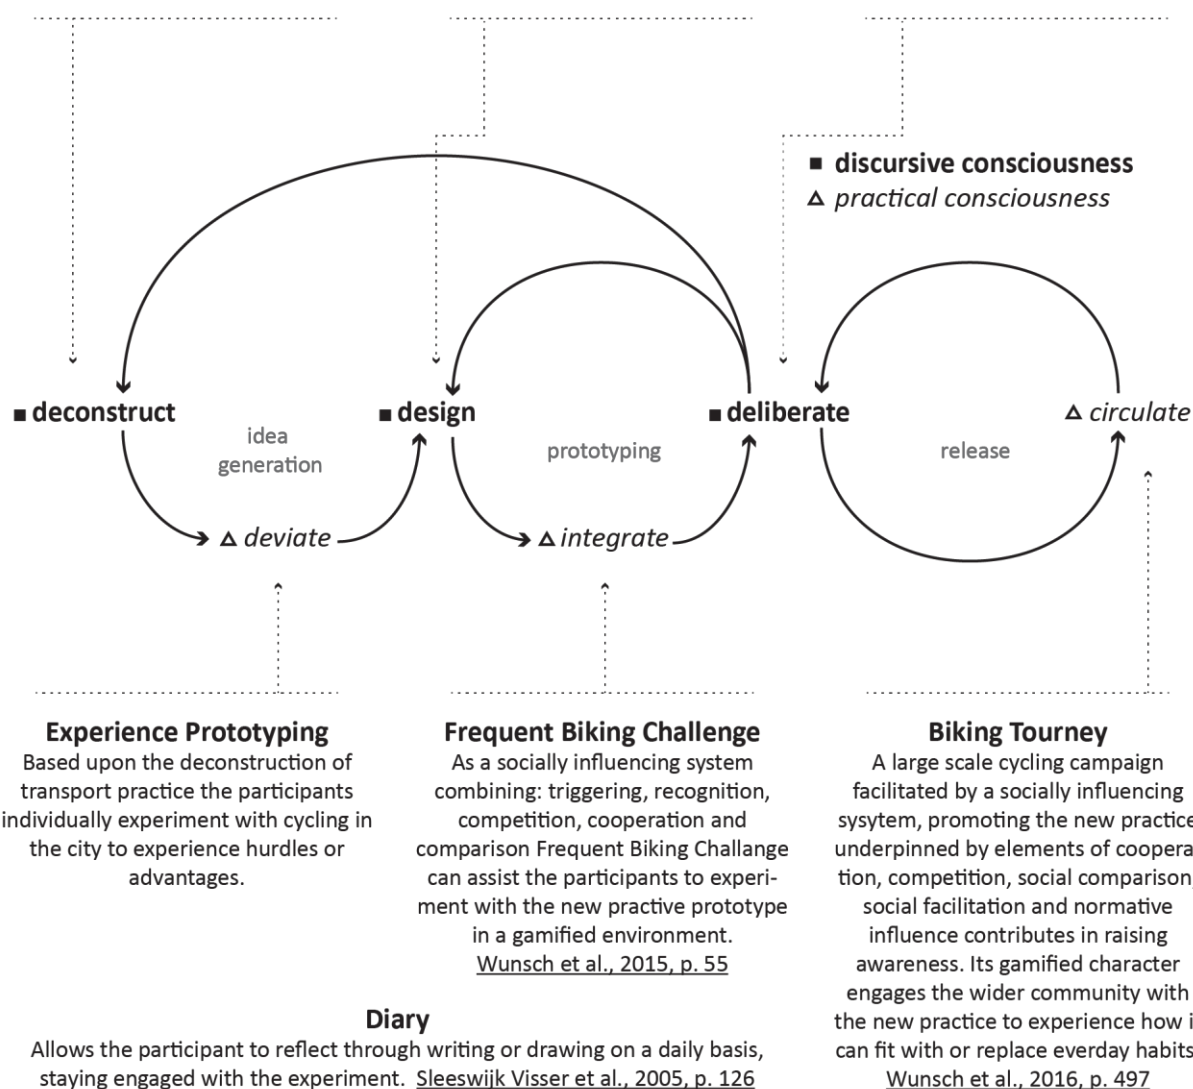 ■ discursive consciousness
△ practical consciousness
■ deconstruct
■ design
■ deliberate
△ circulate
idea
generation
prototyping
release
△ deviate
△ integrate
Experience Prototyping
Based upon the deconstruction of
transport practice the participants
individually experiment with cycling in
the city to experience hurdles or
advantages.
Frequent Biking Challenge
As a socially influencing system
combining: triggering, recognition,
competition, cooperation and
comparison Frequent Biking Challange
can assist the participants to experi-
ment with the new practive prototype
in a gamified environment.
Wunsch et al., 2015, p. 55
Biking Tourney
A large scale cycling campaign
facilitated by a socially influencing
sysytem, promoting the new practice
underpinned by elements of coopera
tion, competition, social comparison,
social facilitation and normative
influence contributes in raising
awareness. Its gamified character
engages the wider community with
the new practice to experience how i
can fit with or replace everday habits
Wunsch et al., 2016, p. 497
Diary
Allows the participant to reflect through writing or drawing on a daily basis,
staying engaged with the experiment. Sleeswijk Visser et al., 2005, p. 126